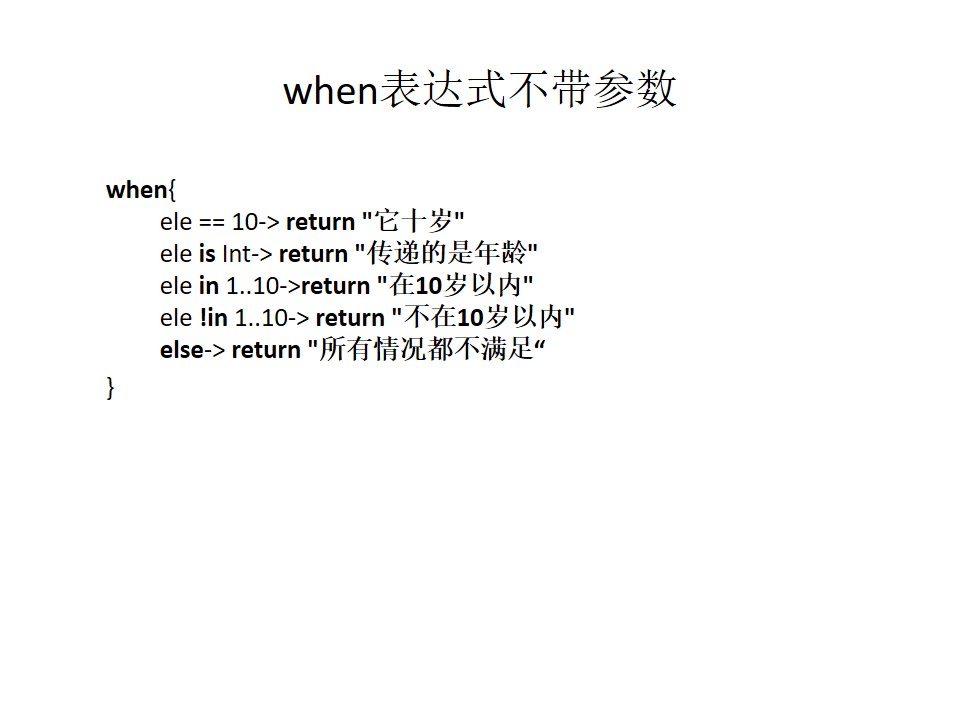 when表达式不带参数
when{
ele == 10-> return "它十岁"
ele is Int-> return "传递的是年龄"
ele in 1..10->return "在10岁以内"
ele !in 1..10-> return "不在10岁以内"
else-> return "所有情况都不满足“
}